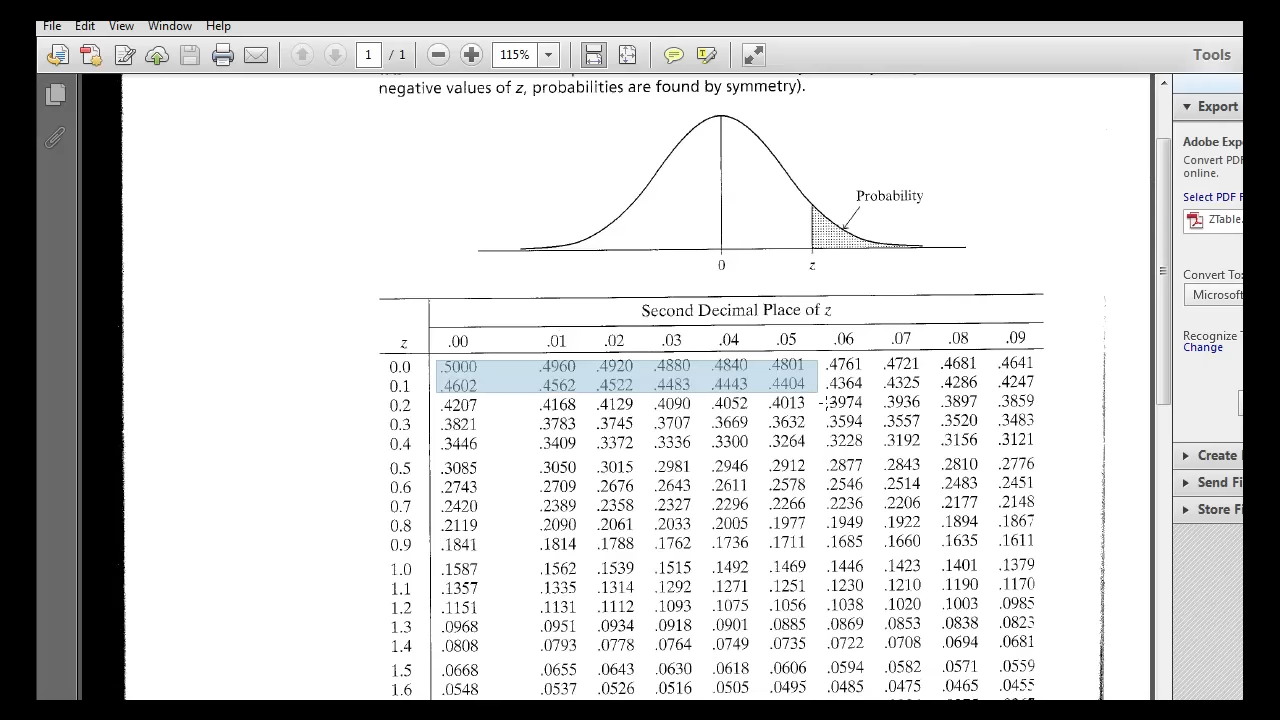 File Edit View Window Help
1 / 1 115% Tools
negative values of z, probabilities are found by symmetry).
Export
Adobe Exp
Convert PD
online.
Select PDF F
ZTable.
Convert To:
Microsoft
Recognize T
Change
Create
Send Fi
Store Fi
Probability
0 z
Second Decimal Place of z
z .00 .01 .02 .03 .04 .05 .06 .07 .08 .09
0.0 .5000 .4960 .4920 .4880 .4840 .4801 .4761 .4721 .4681 .4641
0.1 .4602 .4562 .4522 .4483 .4443 .4404 .4364 .4325 .4286 .4247
0.2 .4207 .4168 .4129 .4090 .4052 .4013 .3974 .3936 .3897 .3859
0.3 .3821 .3783 .3745 .3707 .3669 .3632 .3594 .3557 .3520 .3483
0.4 .3446 .3409 .3372 .3336 .3300 .3264 .3228 .3192 .3156 .3121
0.5 .3085 .3050 .3015 .2981 .2946 .2912 .2877 .2843 .2810 .2776
0.6 .2743 .2709 .2676 .2643 .2611 .2578 .2546 .2514 .2483 .2451
0.7 .2420 .2389 .2358 .2327 .2296 .2266 .2236 .2206 .2177 .2148
0.8 .2119 .2090 .2061 .2033 .2005 .1977 .1949 .1922 .1894 .1867
0.9 .1841 .1814 .1788 .1762 .1736 .1711 .1685 .1660 .1635 .1611
1.0 .1587 .1562 .1539 .1515 .1492 .1469 .1446 .1423 .1401 .1379
1.1 .1357 .1335 .1314 .1292 .1271 .1251 .1230 .1210 .1190 .1170
1.2 .1151 .1131 .1112 .1093 .1075 .1056 .1038 .1020 .1003 .0985
1.3 .0968 .0951 .0934 .0918 .0901 .0885 .0869 .0853 .0838 .0823
1.4 .0808 .0793 .0778 .0764 .0749 .0735 .0722 .0708 .0694 .0681
1.5 .0668 .0655 .0643 .0630 .0618 .0606 .0594 .0582 .0571 .0559
1.6 .0548 .0537 .0526 .0516 .0505 .0495 .0485 .0475 .0465 .0455